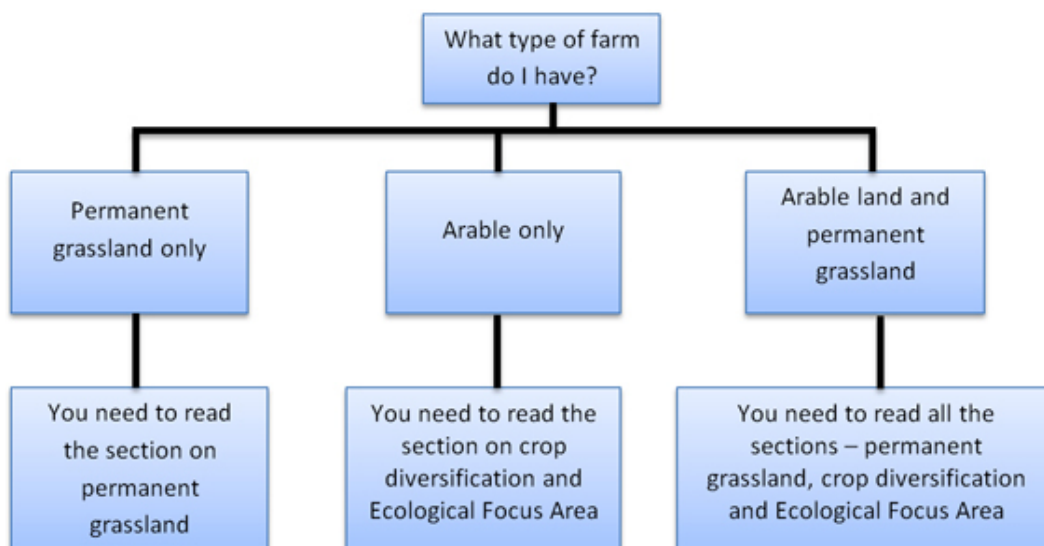 What type of farm
do I have?
Permanent
grassland only
Arable only
Arable land and
permanent
grassland
You need to read
the section on
permanent
grassland
You need to read the
section on crop
diversification and
Ecological Focus Area
You need to read all the
sections – permanent
grassland, crop diversification
and Ecological Focus Area